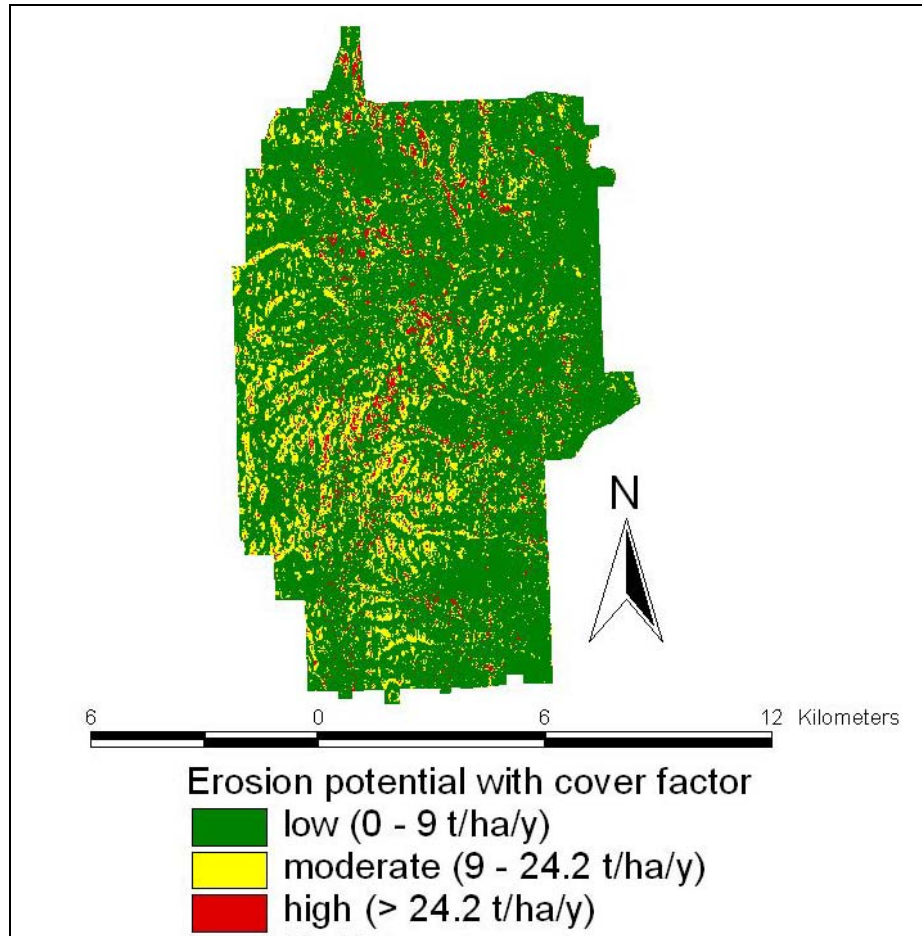 N
6 0 6 12 Kilometers
Erosion potential with cover factor
low (0 - 9 t/ha/y)
moderate (9 - 24.2 t/ha/y)
high (> 24.2 t/ha/y)